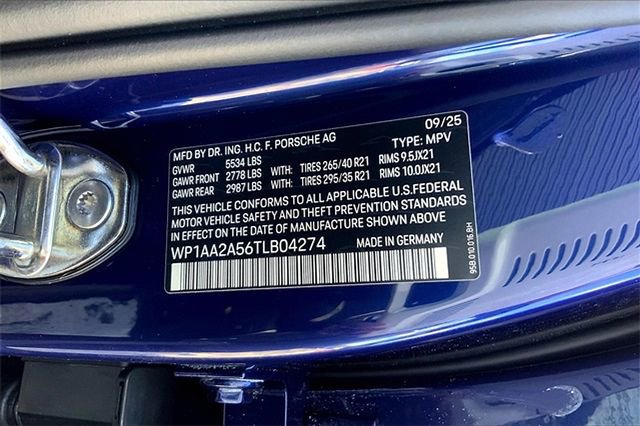 09/25
MFD BY DR. ING. H.C. F. PORSCHE AG TYPE: MPV
GVWR 5534 LBS
GAWR FRONT 2778 LBS WITH: TIRES 265/40 R21 RIMS 9.5JX21
GAWR REAR 2987 LBS WITH: TIRES 295/35 R21 RIMS 10.0JX21
THIS VEHICLE CONFORMS TO ALL APPLICABLE U.S.FEDERAL
MOTOR VEHICLE SAFETY AND THEFT PREVENTION STANDARDS
IN EFFECT ON THE DATE OF MANUFACTURE SHOWN ABOVE
WP1AA2A56TLB04274 MADE IN GERMANY
95B.010.016.BH